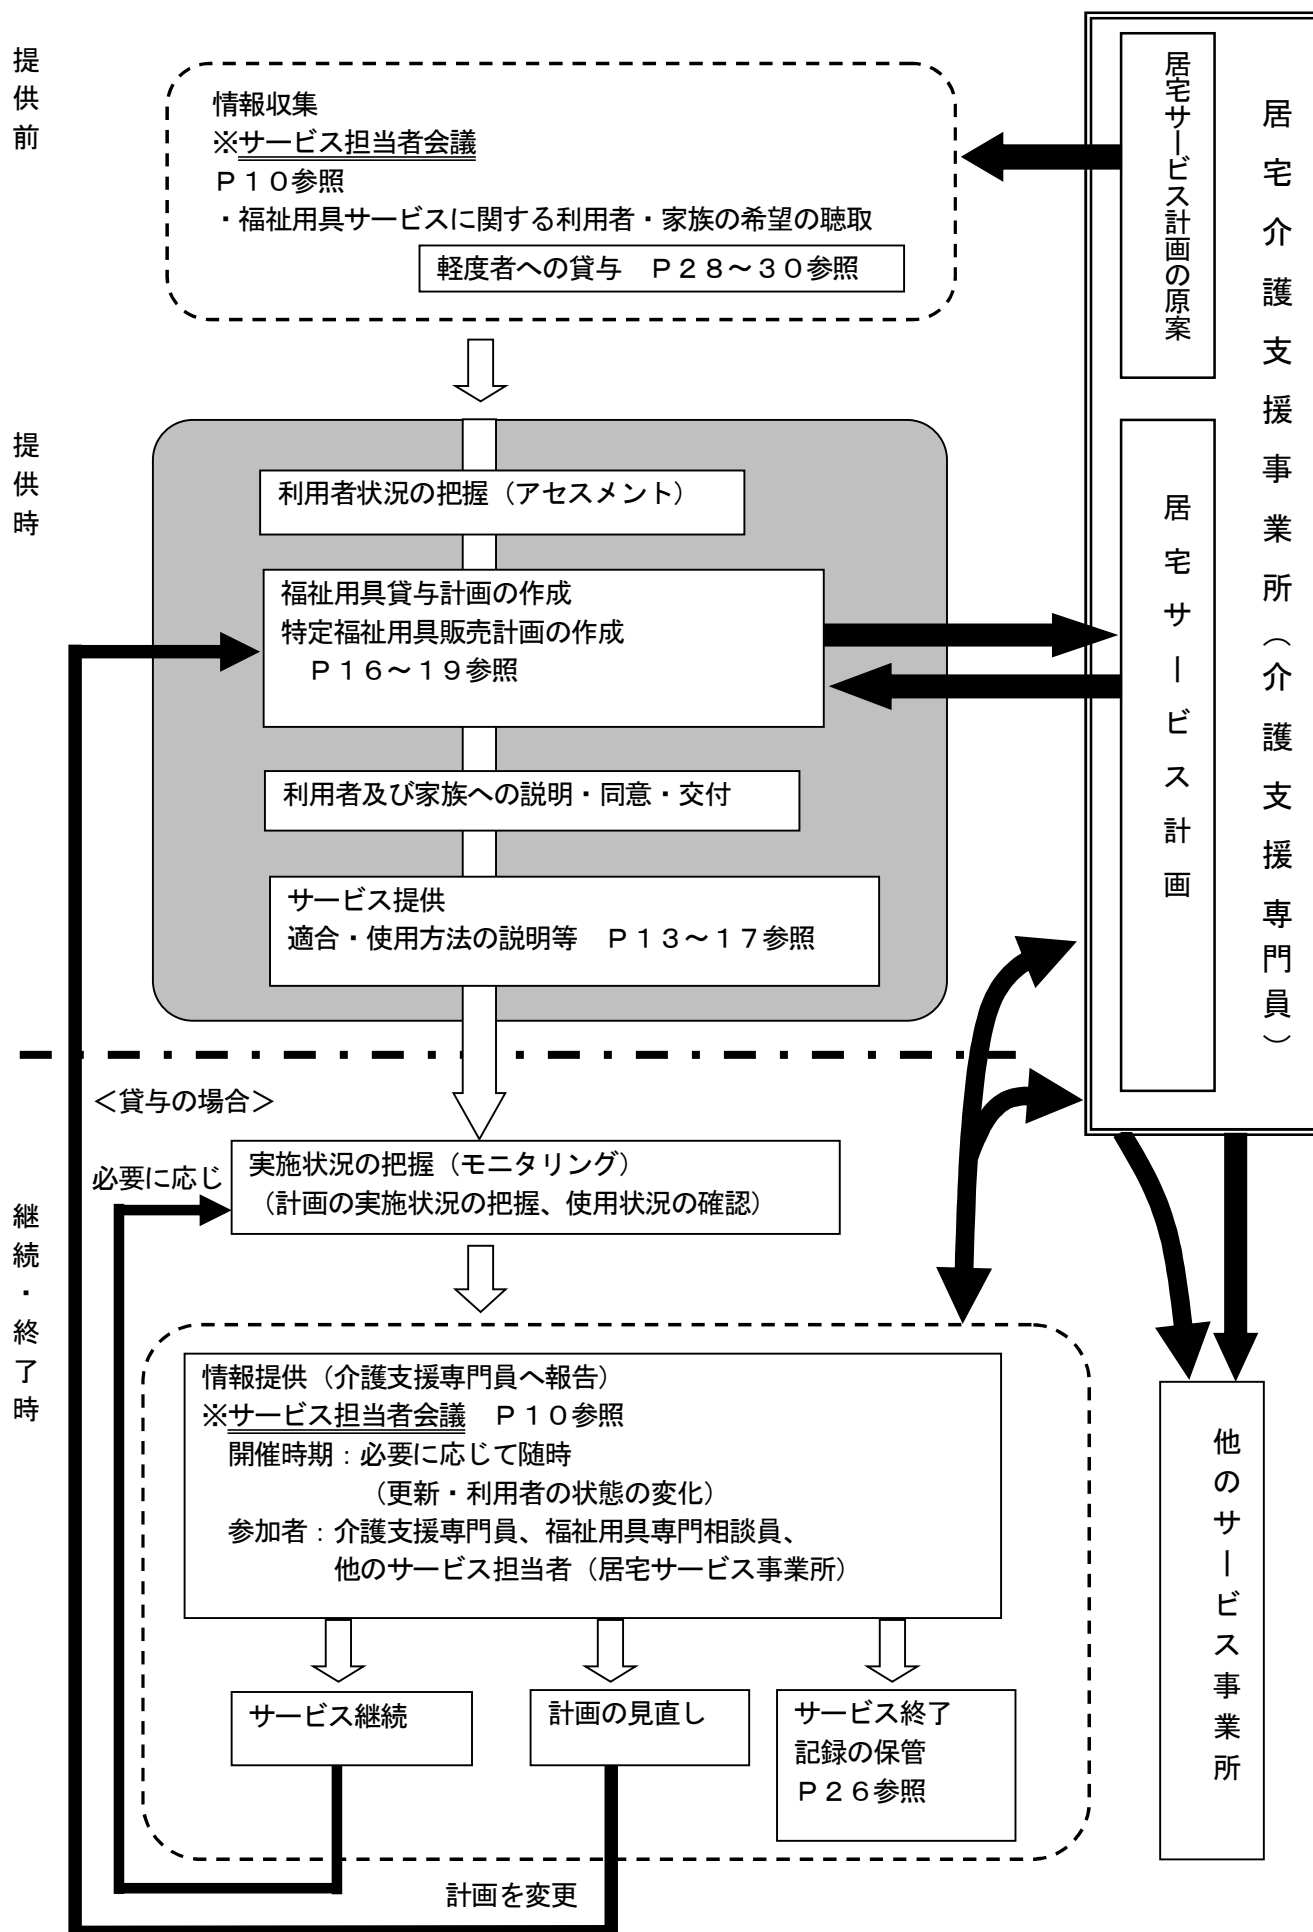 提供前
情報収集
※サービス担当者会議
Ｐ１０参照
・福祉用具サービスに関する利用者・家族の希望の聴取
軽度者への貸与　Ｐ２８～３０参照
居宅サービス計画の原案
居宅介護支援事業所（介護支援専門員）
提供時
利用者状況の把握（アセスメント）
福祉用具貸与計画の作成
特定福祉用具販売計画の作成
Ｐ１６～１９参照
利用者及び家族への説明・同意・交付
サービス提供
適合・使用方法の説明等　Ｐ１３～１７参照
居宅サービス計画
＜貸与の場合＞
必要に応じ
継続・終了時
実施状況の把握（モニタリング）
（計画の実施状況の把握、使用状況の確認）
情報提供（介護支援専門員へ報告）
※サービス担当者会議　Ｐ１０参照
開催時期：必要に応じて随時
（更新・利用者の状態の変化）
参加者：介護支援専門員、福祉用具専門相談員、
他のサービス担当者（居宅サービス事業所）
サービス継続
計画の見直し
サービス終了
記録の保管
Ｐ２６参照
他のサービス事業所
計画を変更